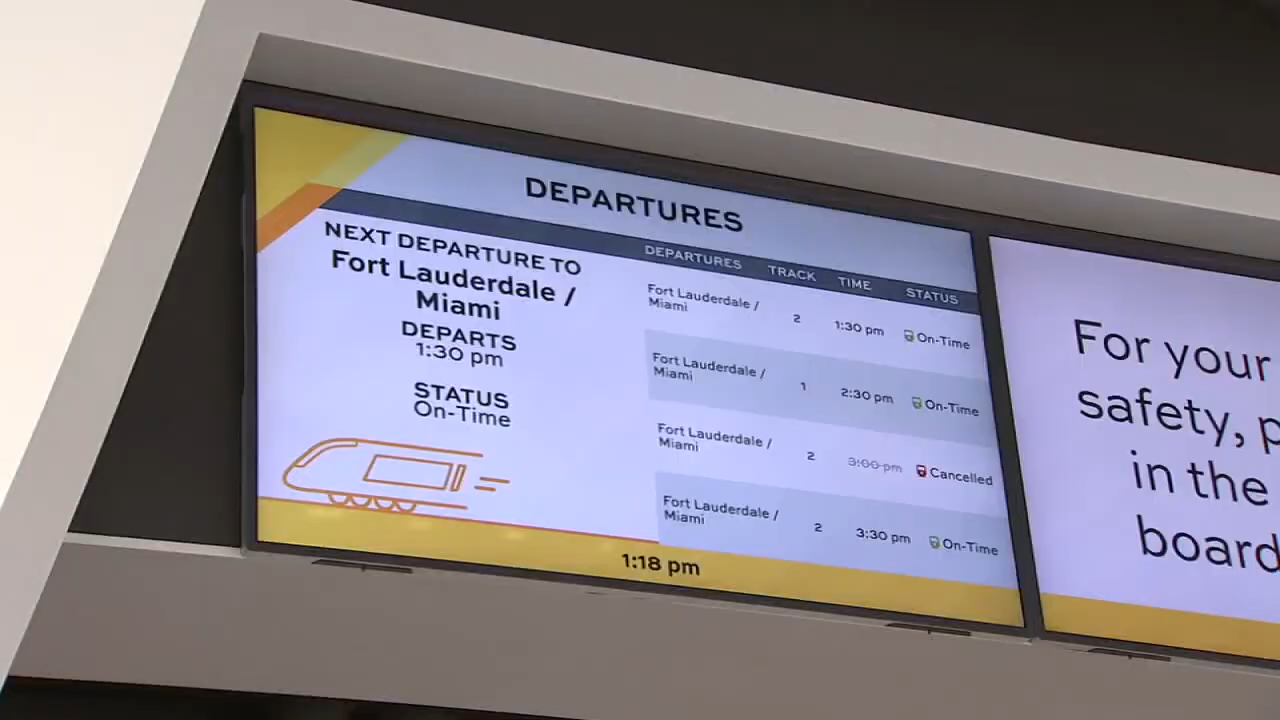 DEPARTURES
NEXT DEPARTURE TO
Fort Lauderdale /
Miami
DEPARTS
1:30 pm
STATUS
On-Time
DEPARTURES TRACK TIME STATUS
Fort Lauderdale /
Miami 2 1:30 pm On-Time
Fort Lauderdale /
Miami 1 2:30 pm On-Time
Fort Lauderdale /
Miami 2 3:00 pm Cancelled
Fort Lauderdale /
Miami 2 3:30 pm On-Time
1:18 pm
For your
safety, p
in the
board